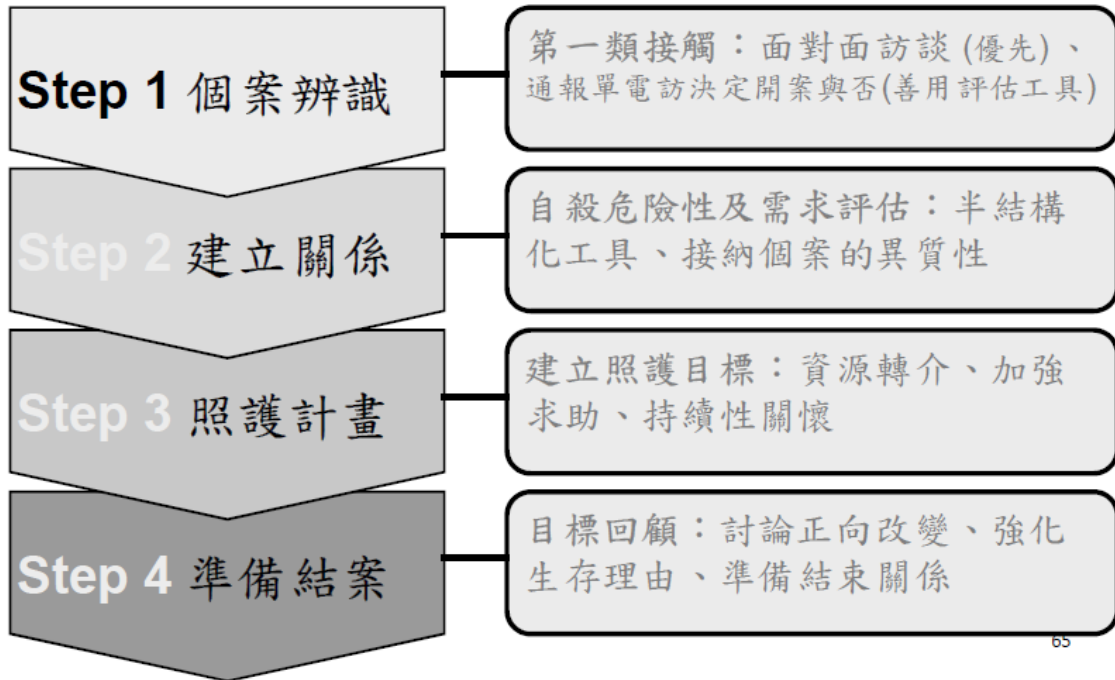 Step 1 個案辨識
第一類接觸：面對面訪談 (優先)、
通報單電訪決定開案與否(善用評估工具)
Step 2 建立關係
自殺危險性及需求評估：半結構
化工具、接納個案的異質性
Step 3 照護計畫
建立照護目標：資源轉介、加強
求助、持續性關懷
Step 4 準備結案
目標回顧：討論正向改變、強化
生存理由、準備結束關係
65